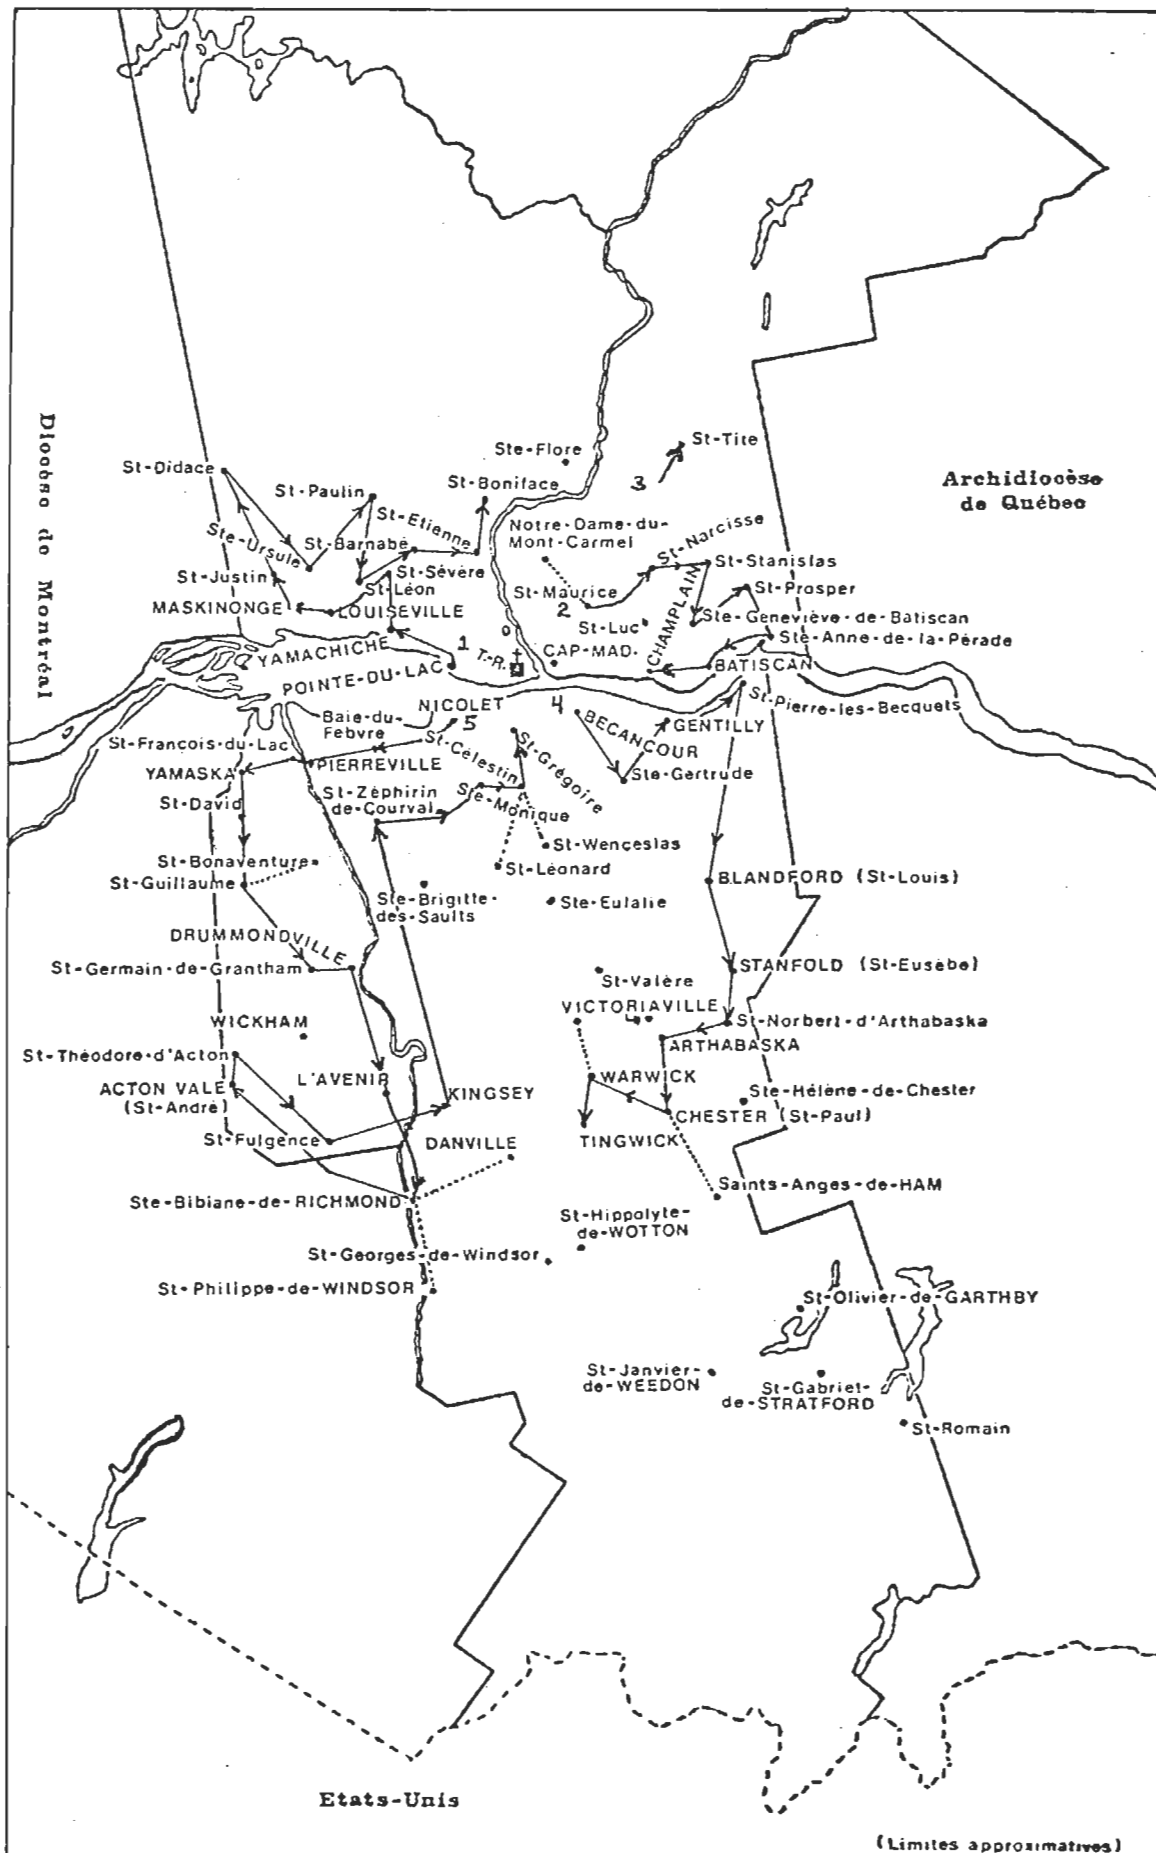 Diocèse de Montréal
Archidiocèse
de Québec
Ste-Flore
St-Tite
3
St-Didace
St-Paulin
St-Boniface
St-Etienne
Notre-Dame-du-
Mont-Carmel
St-Narcisse
Ste-Ursule
St-Barnabé
St-Stanislas
St-Justin
St-Sévère
St-Léon
St-Maurice
2
St-Prosper
MASKINONGE
LOUISEVILLE
St-Luc
CHAMPLAIN
Ste-Geneviève-de-Batiscan
Ste-Anne-de-la-Pérade
YAMACHICHE
1
T.-R.
CAP-MAD.
BATISCAN
POINTE-DU-LAC
St-Pierre-les-Becquets
NICOLET
4
5
Baie-du-
Febvre
BECANCOUR
GENTILLY
St-François-du-Lac
St-Célestin
St-Grégoire
YAMASKA
PIERREVILLE
Ste-Gertrude
St-Zéphirin
de-Courval
Ste-Monique
St-David
St-Wenceslas
St-Bonaventure
St-Léonard
St-Guillaume
BLANDFORD (St-Louis)
Ste-Brigitte-
des-Saults
Ste-Eulalie
DRUMMONDVILLE
St-Germain-de-Grantham
STANFOLD (St-Eusèbe)
St-Valère
VICTORIAVILLE
WICKHAM
St-Norbert-d'Arthabaska
ARTHABASKA
St-Théodore-d'Acton
L'AVENIR
WARWICK
ACTON VALE
(St-André)
KINGSEY
Ste-Hélène-de-Chester
CHESTER (St-Paul)
St-Fulgence
DANVILLE
TINGWICK
Ste-Bibiane-de-RICHMOND
Saints-Anges-de-HAM
St-Hippolyte-
de-WOTTON
St-Georges-de-Windsor
St-Philippe-de-WINDSOR
St-Olivier-de-GARTHBY
St-Janvier-
de-WEEDON
St-Gabriel-
de-STRATFORD
St-Romain
Etats-Unis
(Limites approximatives)